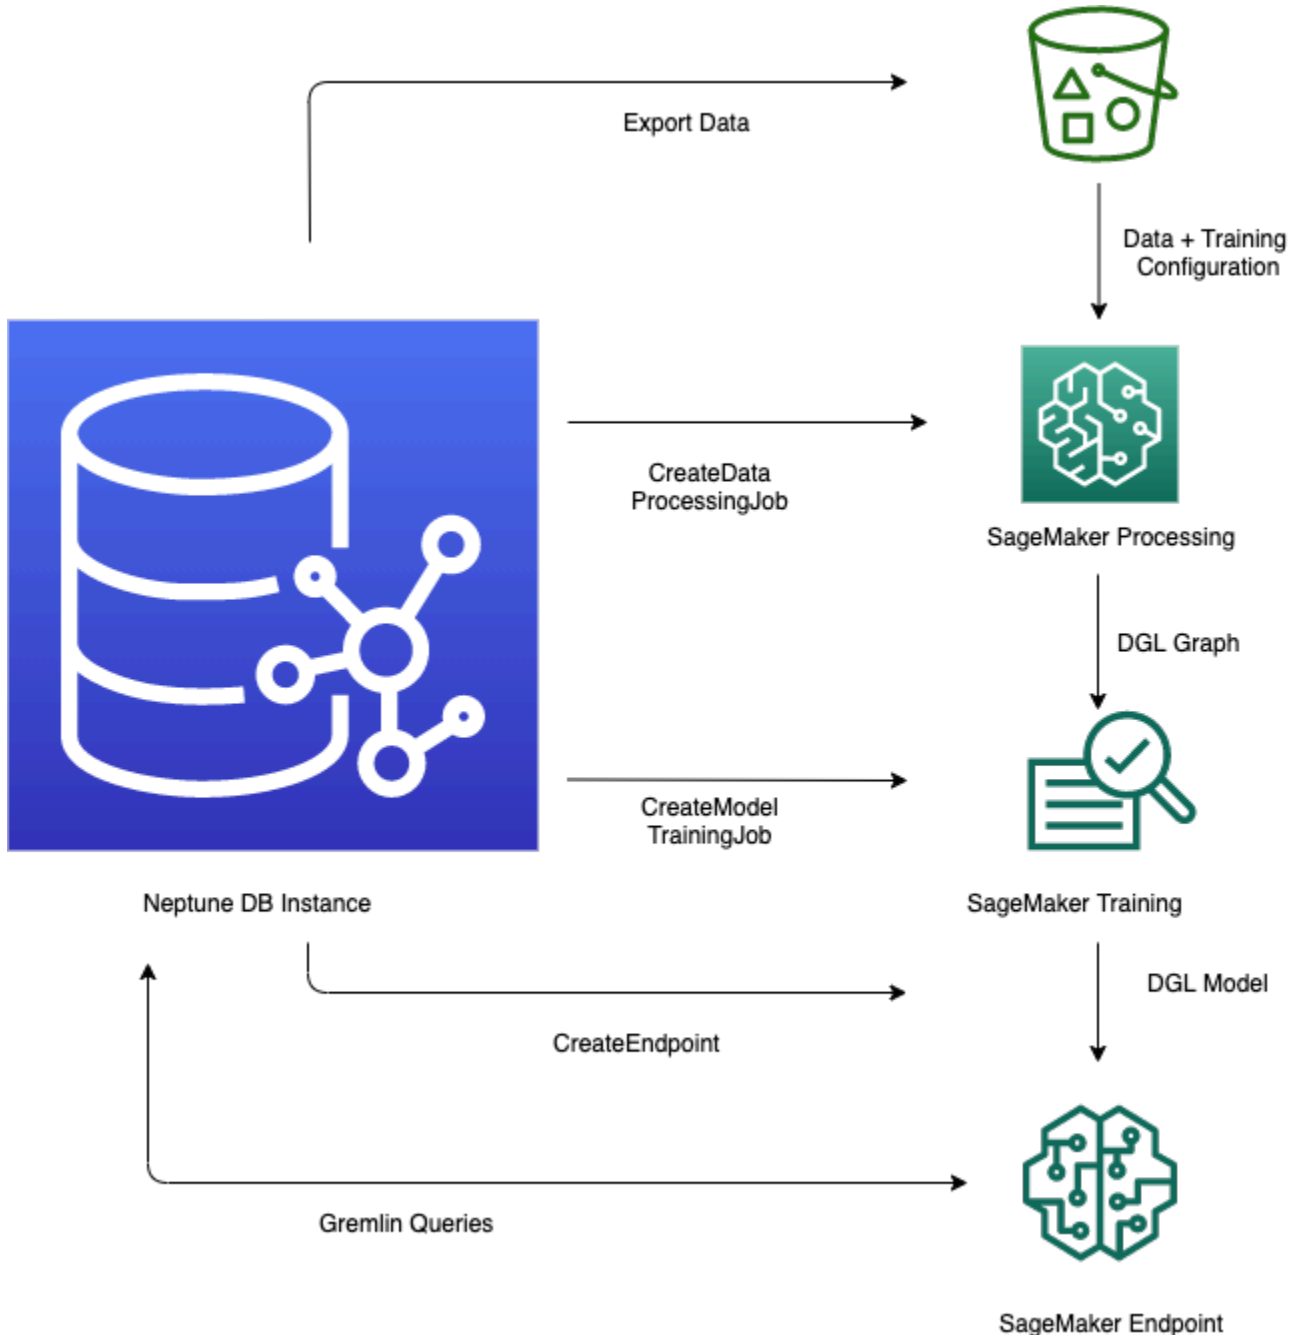 Export Data
Data + Training
Configuration
CreateData
ProcessingJob
SageMaker Processing
DGL Graph
CreateModel
TrainingJob
Neptune DB Instance
SageMaker Training
DGL Model
CreateEndpoint
Gremlin Queries
SageMaker Endpoint